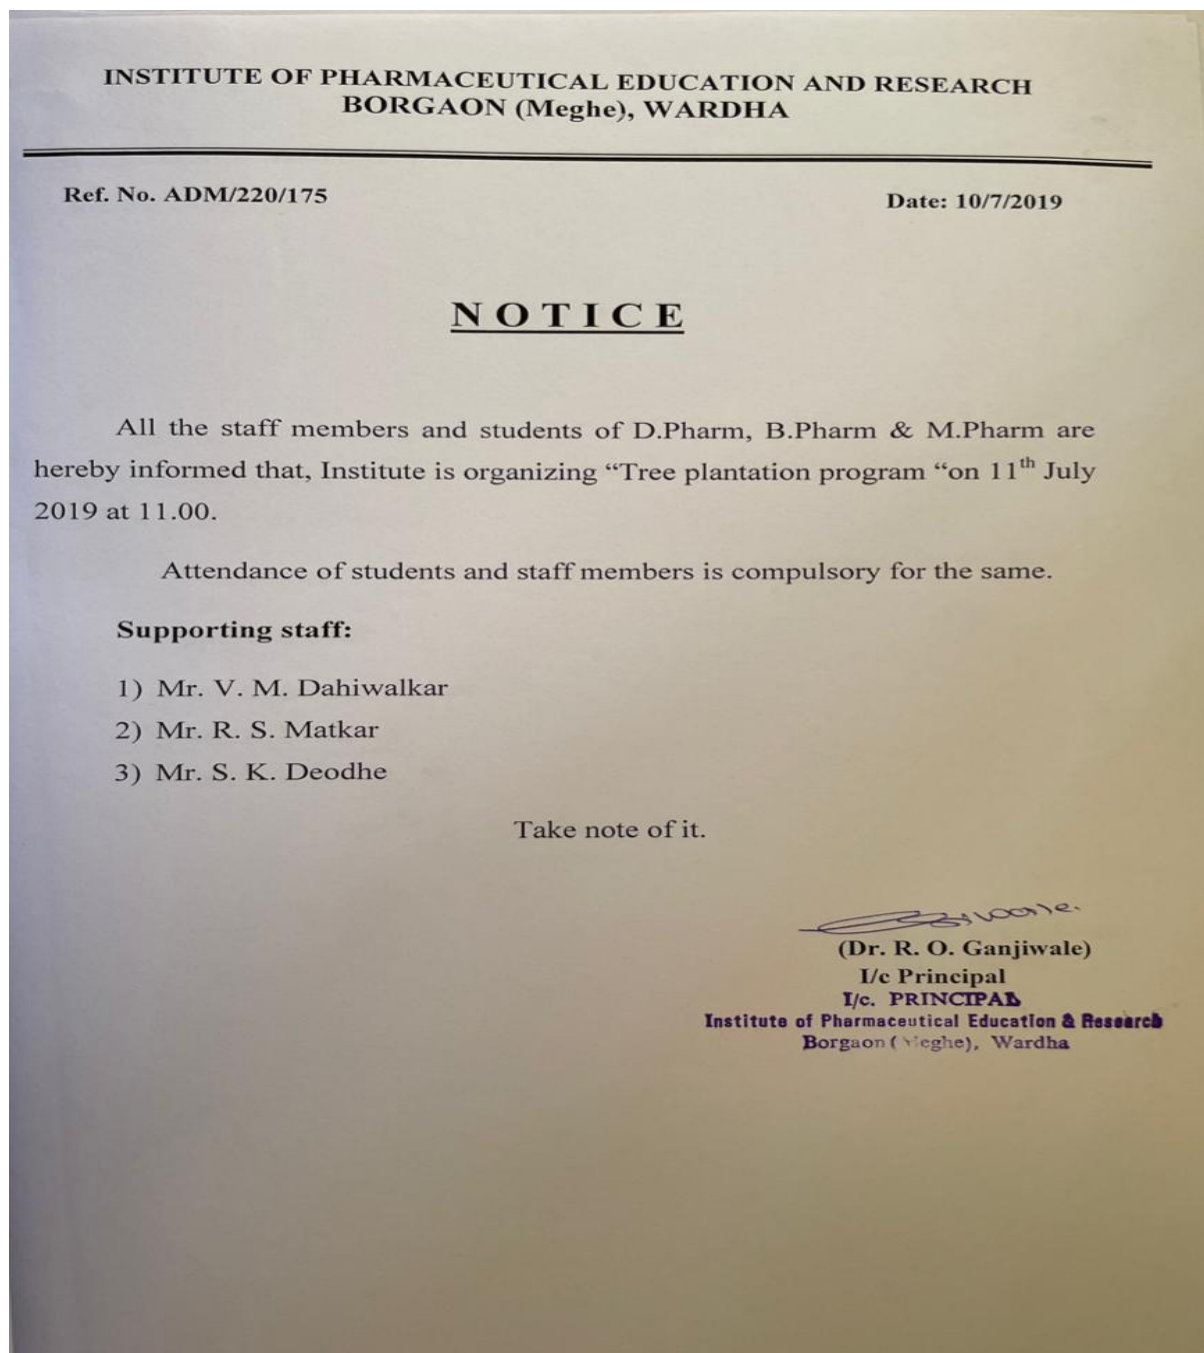 INSTITUTE OF PHARMACEUTICAL EDUCATION AND RESEARCH
BORGAON (Meghe), WARDHA
Ref. No. ADM/220/175
Date: 10/7/2019
NOTICE
All the staff members and students of D.Pharm, B.Pharm & M.Pharm are
hereby informed that, Institute is organizing “Tree plantation program “on 11th July
2019 at 11.00.
Attendance of students and staff members is compulsory for the same.
Supporting staff:
1) Mr. V. M. Dahiwalkar
2) Mr. R. S. Matkar
3) Mr. S. K. Deodhe
Take note of it.
(Dr. R. O. Ganjiwale)
I/c Principal
I/c. PRINCIPAL
Institute of Pharmaceutical Education & Research
Borgaon (Meghe), Wardha